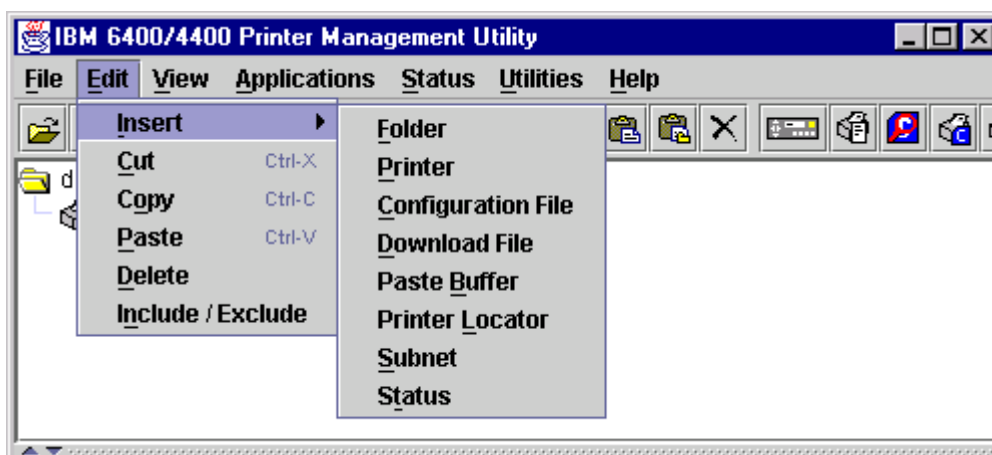 IBM 6400/4400 Printer Management Utility
File Edit View Applications Status Utilities Help
Insert
Cut Ctrl-X
Copy Ctrl-C
Paste Ctrl-V
Delete
Include / Exclude
Folder
Printer
Configuration File
Download File
Paste Buffer
Printer Locator
Subnet
Status
d